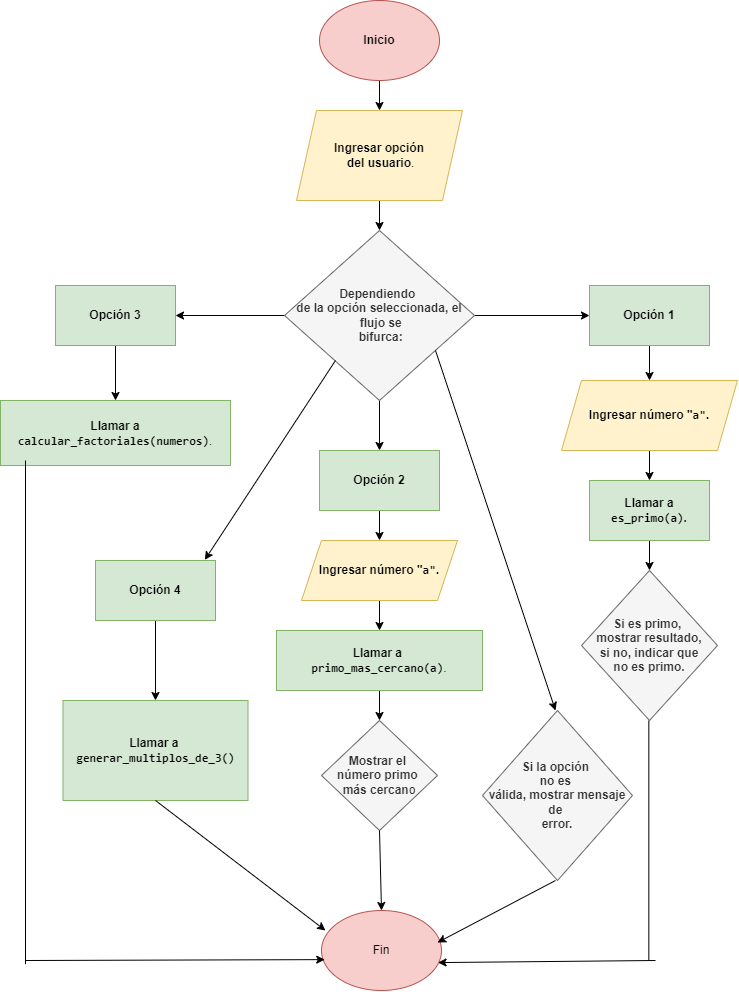 Inicio
Ingresar opción
del usuario.
Dependiendo
de la opción seleccionada, el
flujo se
bifurca:
Opción 3
Opción 1
Llamar a
calcular_factoriales(numeros).
Ingresar número "a".
Opción 2
Llamar a
es_primo(a).
Ingresar número "a".
Opción 4
Si es primo,
mostrar resultado,
si no, indicar que
no es primo.
Llamar a
primo_mas_cercano(a).
Llamar a
generar_multiplos_de_3()
Mostrar el
número primo
más cercano
Si la opción
no es
válida, mostrar mensaje
de
error.
Fin